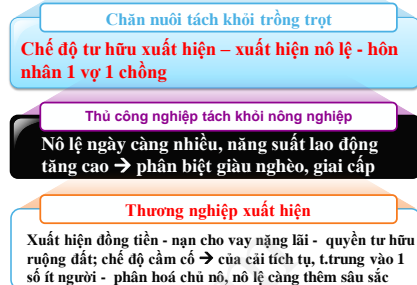 Chăn nuôi tách khỏi trồng trọt
Chế độ tư hữu xuất hiện – xuất hiện nô lệ - hôn
nhân 1 vợ 1 chồng
Thủ công nghiệp tách khỏi nông nghiệp
Nô lệ ngày càng nhiều, năng suất lao động
tăng cao → phân biệt giàu nghèo, giai cấp
Thương nghiệp xuất hiện
Xuất hiện đồng tiền - nạn cho vay nặng lãi - quyền tư hữu
ruộng đất; chế độ cầm cố → của cải tích tụ, t.trung vào 1
số ít người - phân hoá chủ nô, nô lệ càng thêm sâu sắc